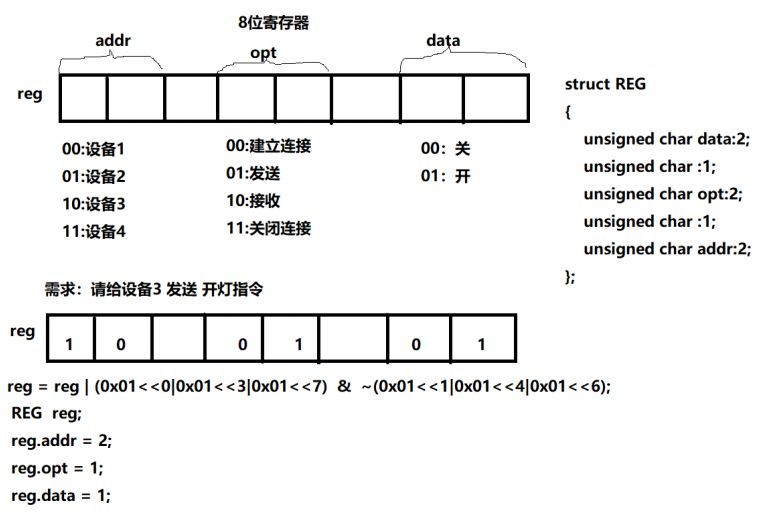 8位寄存器
addr
opt
data
reg
00:设备1
01:设备2
10:设备3
11:设备4
00:建立连接
01:发送
10:接收
11:关闭连接
00：关
01：开
struct REG
{
unsigned char data:2;
unsigned char :1;
unsigned char opt:2;
unsigned char :1;
unsigned char addr:2;
};
需求：请给设备3 发送 开灯指令
reg
1 0 0 1 0 1
reg = reg | (0x01<<0|0x01<<3|0x01<<7) & ~(0x01<<1|0x01<<4|0x01<<6);
REG reg;
reg.addr = 2;
reg.opt = 1;
reg.data = 1;